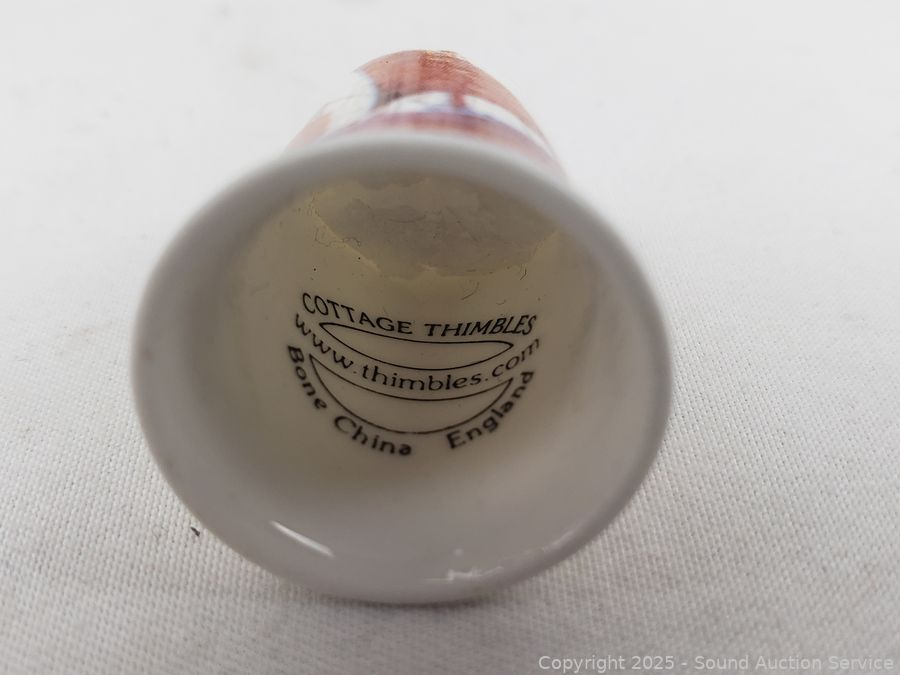 COTTAGE THIMBLES
www.thimbles.com
Bone China England
Copyright 2025 - Sound Auction Service